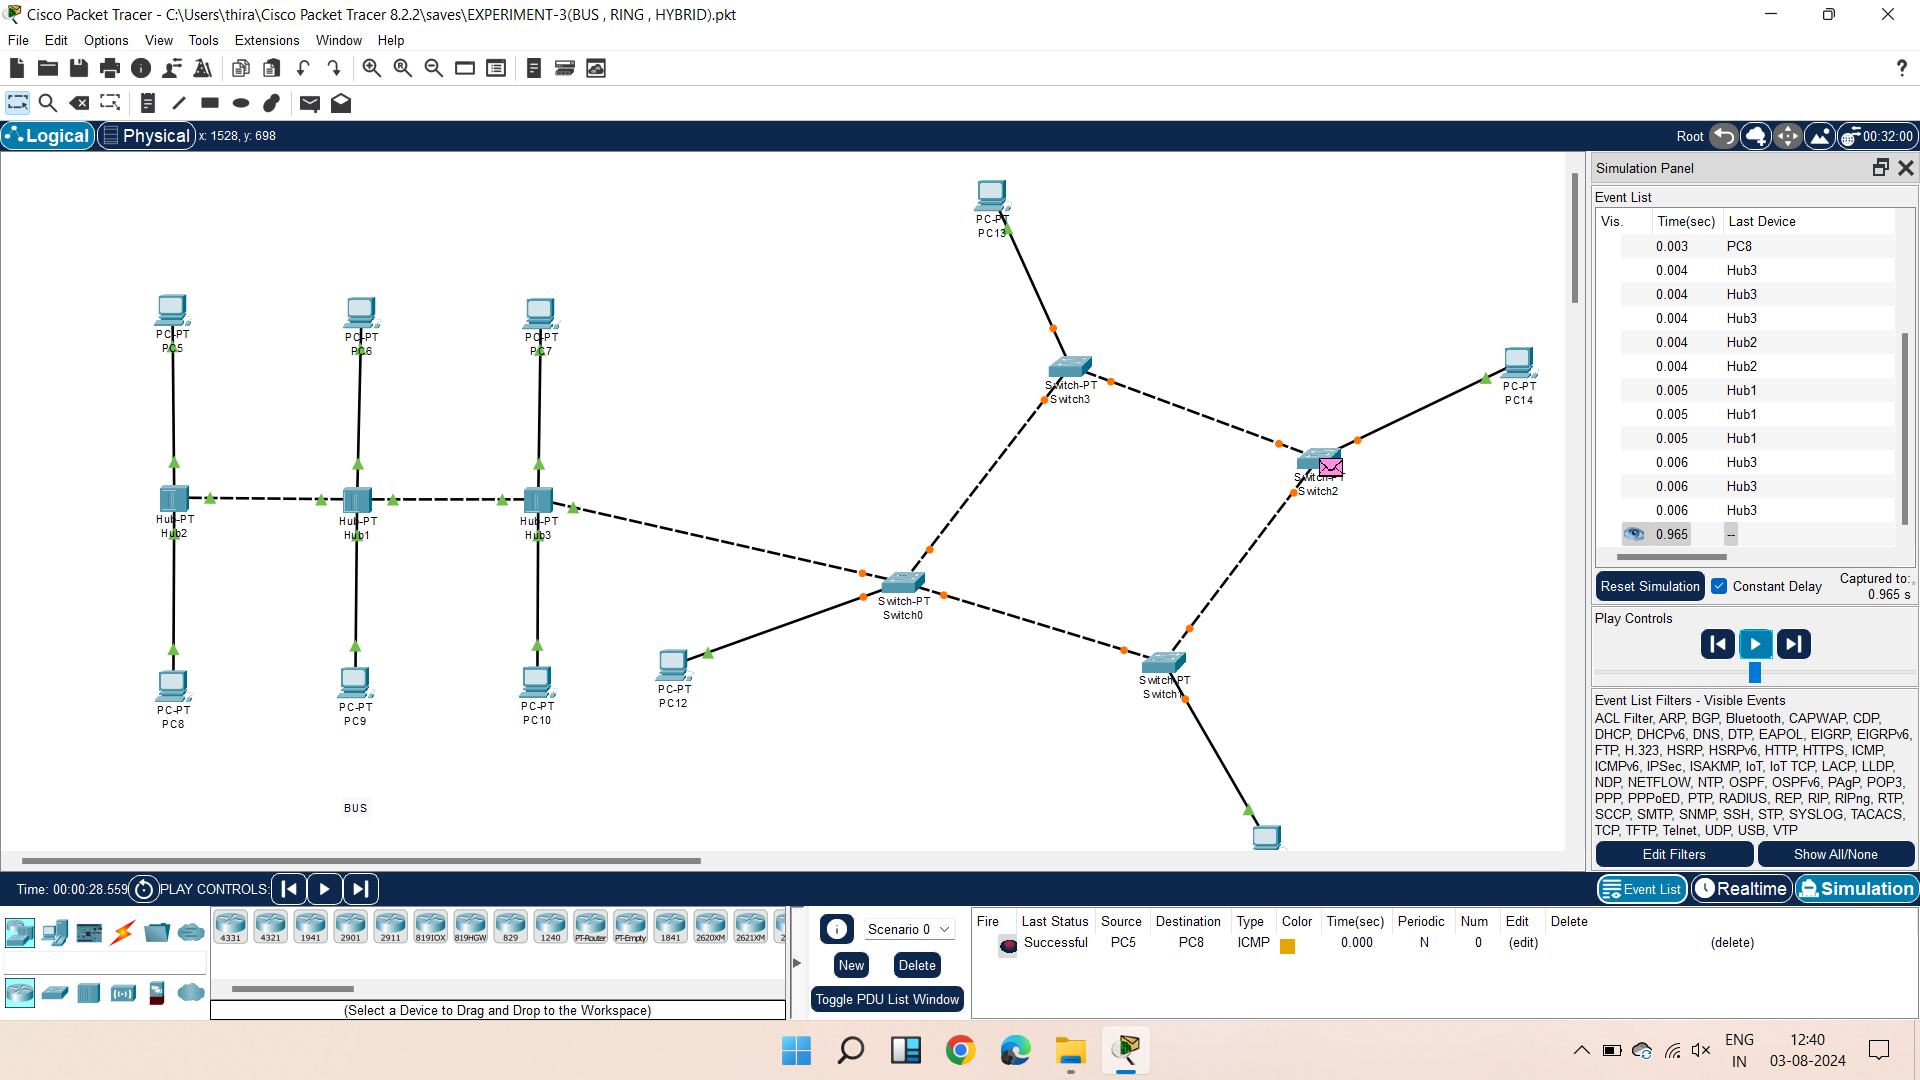 Cisco Packet Tracer - C:\Users\thira\Cisco Packet Tracer 8.2.2\saves\EXPERIMENT-3(BUS , RING , HYBRID).pkt
File Edit Options View Tools Extensions Window Help
?
Logical Physical x: 1528, y: 698 Root 00:32:00
Simulation Panel
Event List
Vis. Time(sec) Last Device
0.003 PC8
0.004 Hub3
0.004 Hub3
0.004 Hub3
0.004 Hub2
0.004 Hub2
0.005 Hub1
0.005 Hub1
0.005 Hub1
0.006 Hub3
0.006 Hub3
0.006 Hub3
0.965 --
Reset Simulation Constant Delay Captured to:
0.965 s
Play Controls
Event List Filters - Visible Events
ACL Filter, ARP, BGP, Bluetooth, CAPWAP, CDP,
DHCP, DHCPv6, DNS, DTP, EAPOL, EIGRP, EIGRPv6,
FTP, H.323, HSRP, HSRPv6, HTTP, HTTPS, ICMP,
ICMPv6, IPSec, ISAKMP, IoT, IoT TCP, LACP, LLDP,
NDP, NETFLOW, NTP, OSPF, OSPFv6, PAgP, POP3,
PPP, PPPoED, PTP, RADIUS, REP, RIP, RIPng, RTP,
SCCP, SMTP, SNMP, SSH, STP, SYSLOG, TACACS,
TCP, TFTP, Telnet, UDP, USB, VTP
Edit Filters Show All/None
PC-PT
PC13
PC-PT
PC5
PC-PT
PC6
PC-PT
PC7
Switch-PT
Switch3
PC-PT
PC14
Switch-PT
Switch2
Hub-PT
Hub2
Hub-PT
Hub1
Hub-PT
Hub3
Switch-PT
Switch0
Switch-PT
Switch1
PC-PT
PC12
PC-PT
PC8
PC-PT
PC9
PC-PT
PC10
BUS
Time: 00:00:28.559 PLAY CONTROLS: Event List Realtime Simulation
4331 4321 1941 2901 2911 819IOX 819HGW 829 1240 PT-Router PT-Empty 1841 2620XM 2621XM 2
(Select a Device to Drag and Drop to the Workspace)
Scenario 0
New Delete
Toggle PDU List Window
Fire Last Status Source Destination Type Color Time(sec) Periodic Num Edit Delete
Successful PC5 PC8 ICMP 0.000 N 0 (edit) (delete)
ENG
IN
12:40
03-08-2024